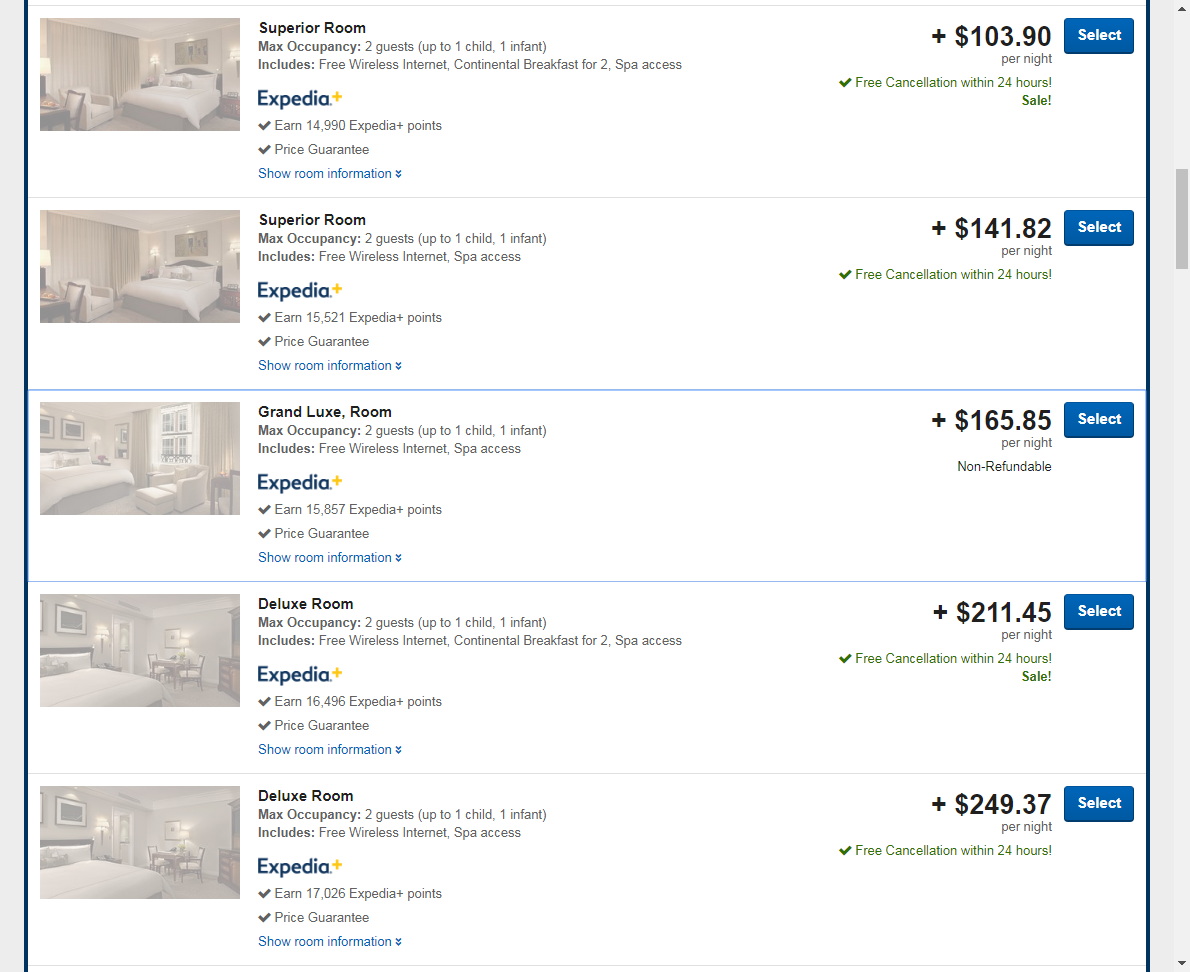 Superior Room
Max Occupancy: 2 guests (up to 1 child, 1 infant)
Includes: Free Wireless Internet, Continental Breakfast for 2, Spa access
Expedia+
Earn 14,990 Expedia+ points
Price Guarantee
Show room information
+ $103.90
per night
Free Cancellation within 24 hours!
Sale!
Select
Superior Room
Max Occupancy: 2 guests (up to 1 child, 1 infant)
Includes: Free Wireless Internet, Spa access
Expedia+
Earn 15,521 Expedia+ points
Price Guarantee
Show room information
+ $141.82
per night
Free Cancellation within 24 hours!
Select
Grand Luxe, Room
Max Occupancy: 2 guests (up to 1 child, 1 infant)
Includes: Free Wireless Internet, Spa access
Expedia+
Earn 15,857 Expedia+ points
Price Guarantee
Show room information
+ $165.85
per night
Non-Refundable
Select
Deluxe Room
Max Occupancy: 2 guests (up to 1 child, 1 infant)
Includes: Free Wireless Internet, Continental Breakfast for 2, Spa access
Expedia+
Earn 16,496 Expedia+ points
Price Guarantee
Show room information
+ $211.45
per night
Free Cancellation within 24 hours!
Sale!
Select
Deluxe Room
Max Occupancy: 2 guests (up to 1 child, 1 infant)
Includes: Free Wireless Internet, Spa access
Expedia+
Earn 17,026 Expedia+ points
Price Guarantee
Show room information
+ $249.37
per night
Free Cancellation within 24 hours!
Select